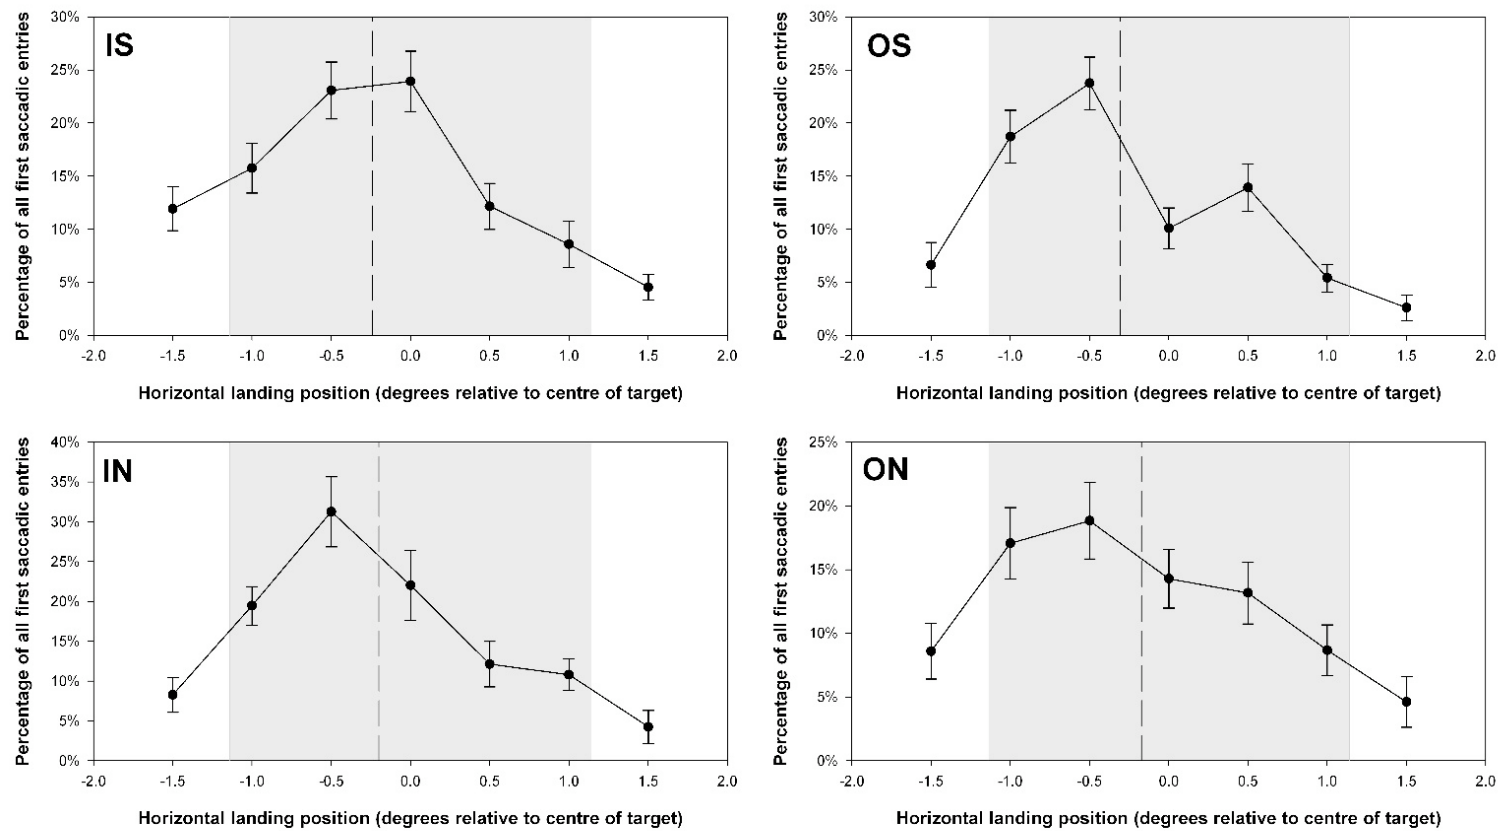 IS
Percentage of all first saccadic entries
30%
25%
20%
15%
10%
5%
0%
-2.0 -1.5 -1.0 -0.5 0.0 0.5 1.0 1.5 2.0
Horizontal landing position (degrees relative to centre of target)
OS
Percentage of all first saccadic entries
30%
25%
20%
15%
10%
5%
0%
-2.0 -1.5 -1.0 -0.5 0.0 0.5 1.0 1.5 2.0
Horizontal landing position (degrees relative to centre of target)
IN
Percentage of all first saccadic entries
40%
35%
30%
25%
20%
15%
10%
5%
0%
-2.0 -1.5 -1.0 -0.5 0.0 0.5 1.0 1.5 2.0
Horizontal landing position (degrees relative to centre of target)
ON
Percentage of all first saccadic entries
25%
20%
15%
10%
5%
0%
-2.0 -1.5 -1.0 -0.5 0.0 0.5 1.0 1.5 2.0
Horizontal landing position (degrees relative to centre of target)